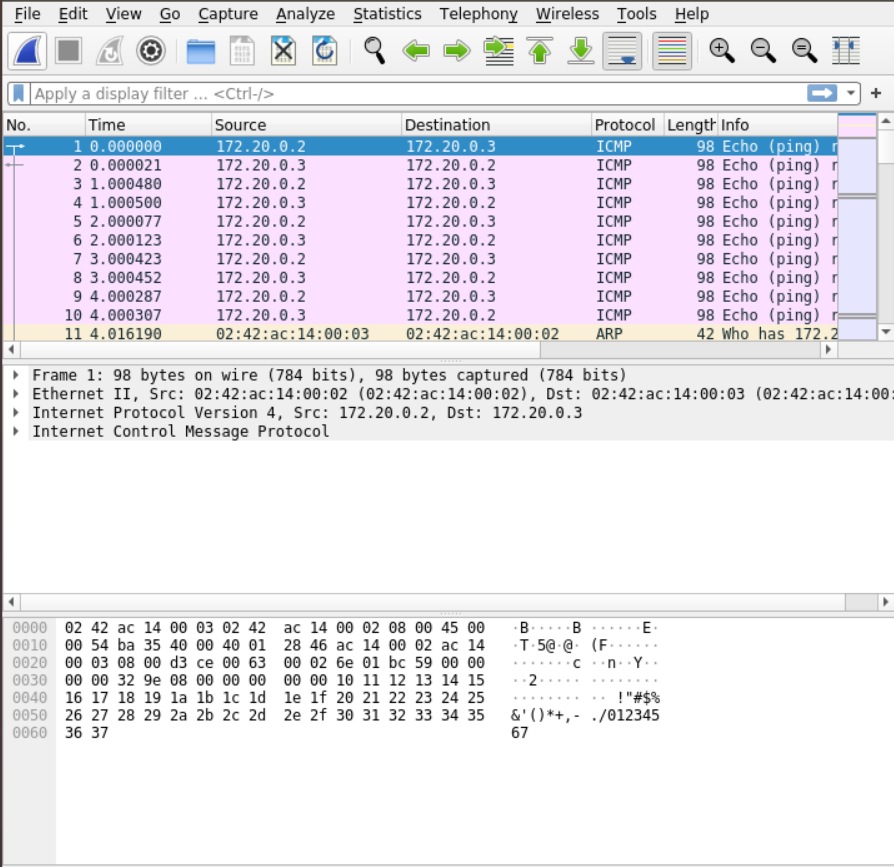 File Edit View Go Capture Analyze Statistics Telephony Wireless Tools Help
Apply a display filter ... <Ctrl-/>
+
No. Time Source Destination Protocol Length Info
1 0.000000 172.20.0.2 172.20.0.3 ICMP 98 Echo (ping) r
2 0.000021 172.20.0.3 172.20.0.2 ICMP 98 Echo (ping) r
3 1.000480 172.20.0.2 172.20.0.3 ICMP 98 Echo (ping) r
4 1.000500 172.20.0.3 172.20.0.2 ICMP 98 Echo (ping) r
5 2.000077 172.20.0.2 172.20.0.3 ICMP 98 Echo (ping) r
6 2.000123 172.20.0.3 172.20.0.2 ICMP 98 Echo (ping) r
7 3.000423 172.20.0.2 172.20.0.3 ICMP 98 Echo (ping) r
8 3.000452 172.20.0.3 172.20.0.2 ICMP 98 Echo (ping) r
9 4.000287 172.20.0.2 172.20.0.3 ICMP 98 Echo (ping) r
10 4.000307 172.20.0.3 172.20.0.2 ICMP 98 Echo (ping) r
11 4.016190 02:42:ac:14:00:03 02:42:ac:14:00:02 ARP 42 Who has 172.2
Frame 1: 98 bytes on wire (784 bits), 98 bytes captured (784 bits)
Ethernet II, Src: 02:42:ac:14:00:02 (02:42:ac:14:00:02), Dst: 02:42:ac:14:00:03 (02:42:ac:14:00:
Internet Protocol Version 4, Src: 172.20.0.2, Dst: 172.20.0.3
Internet Control Message Protocol
0000 02 42 ac 14 00 03 02 42 ac 14 00 02 08 00 45 00 ·B·····B ······E·
0010 00 54 ba 35 40 00 40 01 28 46 ac 14 00 02 ac 14 ·T·5@·@· (F······
0020 00 03 08 00 d3 ce 00 63 00 02 6e 01 bc 59 00 00 ·······c ··n··Y··
0030 00 00 32 9e 08 00 00 00 00 00 10 11 12 13 14 15 ··2····· ········
0040 16 17 18 19 1a 1b 1c 1d 1e 1f 20 21 22 23 24 25 ········ ·· !"#$%
0050 26 27 28 29 2a 2b 2c 2d 2e 2f 30 31 32 33 34 35 &'()*+,- ./012345
0060 36 37 67